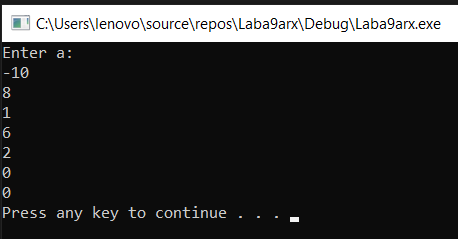 C:\Users\lenovo\source\repos\Laba9arx\Debug\Laba9arx.exe
Enter a:
-10
8
1
6
2
0
0
Press any key to continue . . .